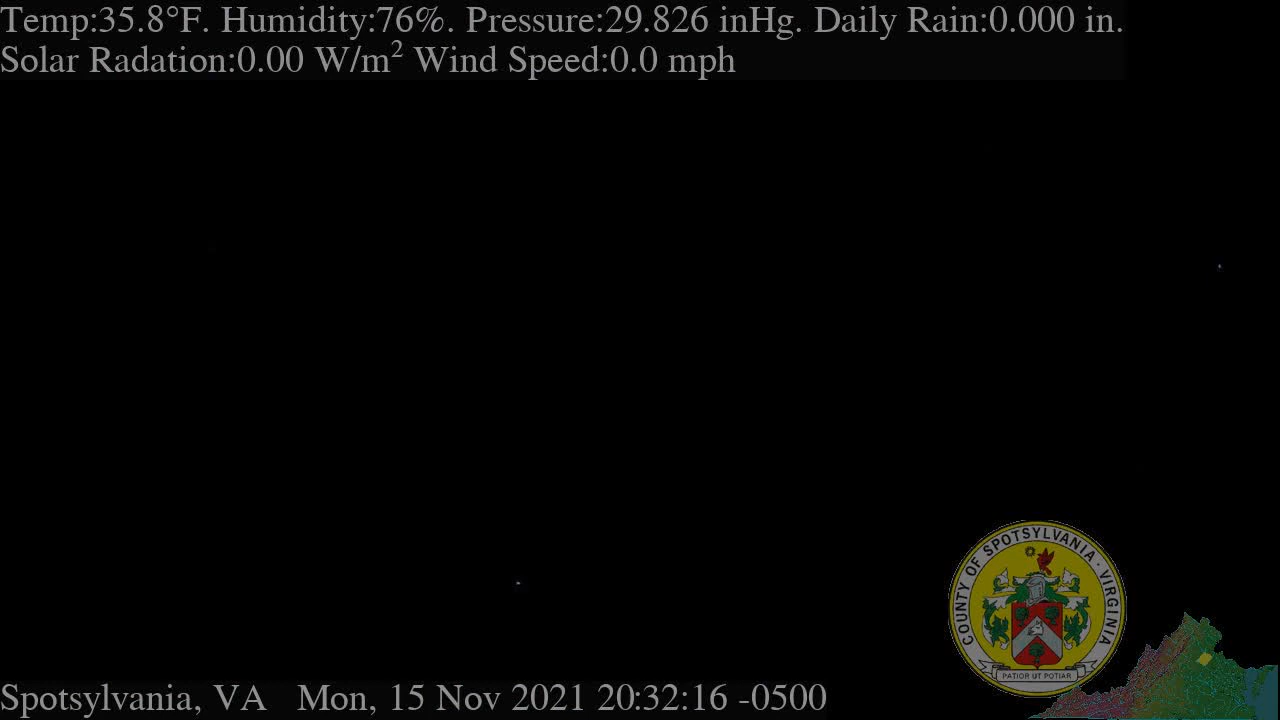 Temp:35.8°F. Humidity:76%. Pressure:29.826 inHg. Daily Rain:0.000 in.
Solar Radation:0.00 W/m² Wind Speed:0.0 mph
COUNTY OF SPOTSYLVANIA · VIRGINIA
PATIOR UT POTIAR
Spotsylvania, VA Mon, 15 Nov 2021 20:32:16 -0500